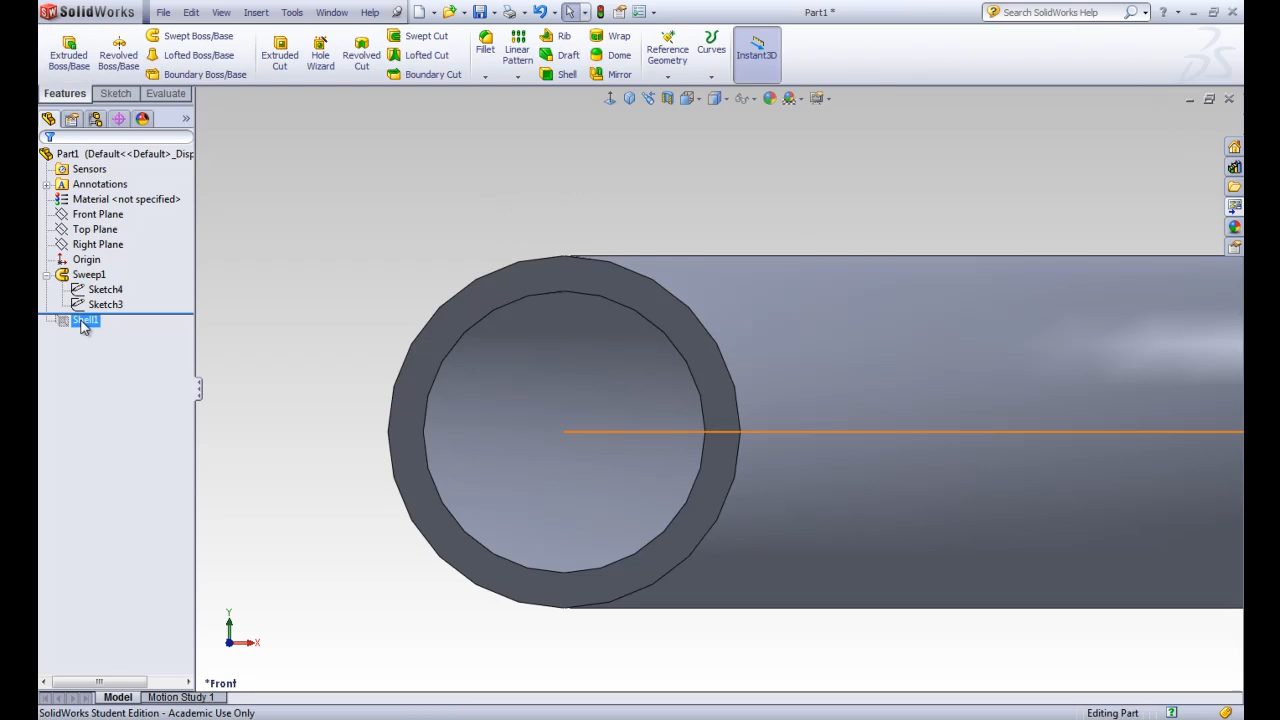 SolidWorks File Edit View Insert Tools Window Help Part1 * Search SolidWorks Help
Extruded Boss/Base
Revolved Boss/Base
Swept Boss/Base
Lofted Boss/Base
Boundary Boss/Base
Extruded Cut
Hole Wizard
Revolved Cut
Swept Cut
Lofted Cut
Boundary Cut
Fillet
Linear Pattern
Rib
Draft
Shell
Wrap
Dome
Mirror
Reference Geometry
Curves
Instant3D
Features Sketch Evaluate
Part1 (Default<<Default>_Disp
Sensors
Annotations
Material <not specified>
Front Plane
Top Plane
Right Plane
Origin
Sweep1
Sketch4
Sketch3
Shell1
Y
X
*Front
Model Motion Study 1
SolidWorks Student Edition - Academic Use Only Editing Part